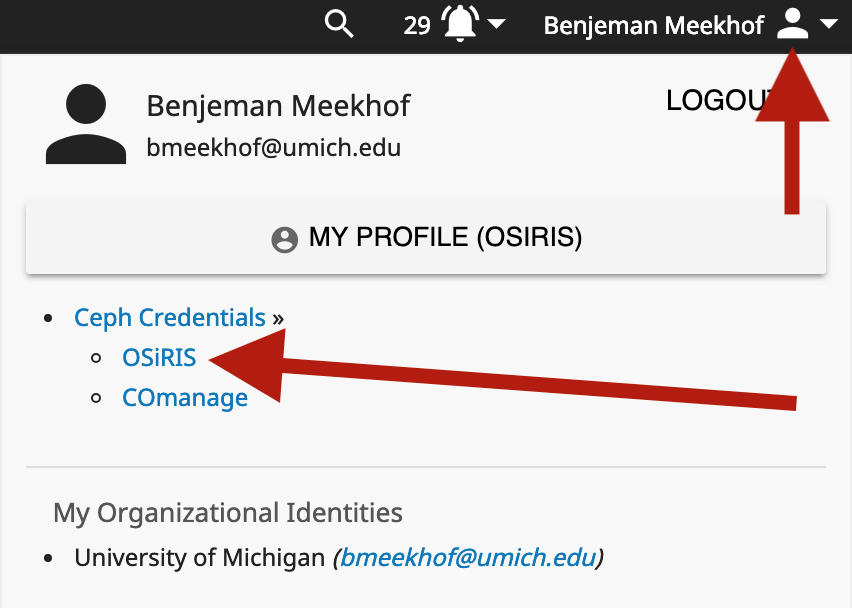 29 Benjeman Meekhof
Benjeman Meekhof LOGOU
bmeekhof@umich.edu
MY PROFILE (OSIRIS)
Ceph Credentials »
OSiRIS
COmanage
My Organizational Identities
University of Michigan (bmeekhof@umich.edu)